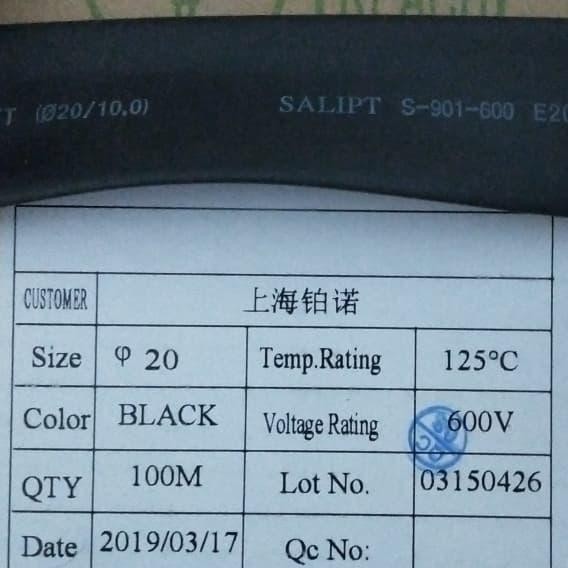 T (Ø20/10.0) SALIPT S-901-600 E20
CUSTOMER 上海铂诺
Size φ 20 Temp.Rating 125°C
Color BLACK Voltage Rating 600V
QTY 100M Lot No. 03150426
Date 2019/03/17 Qc No: